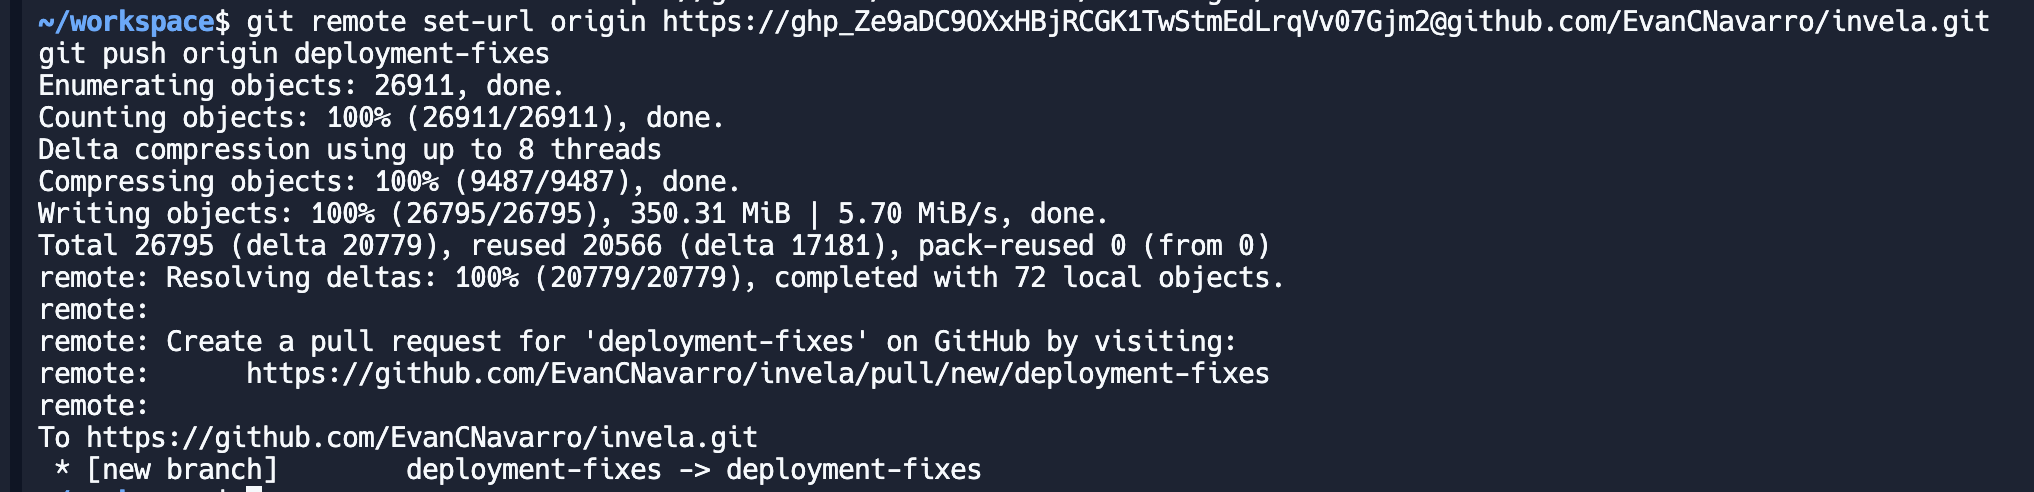 ~/workspace$ git remote set-url origin https://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@github.com/EvanCNavarro/invela.git
git push origin deployment-fixes
Enumerating objects: 26911, done.
Counting objects: 100% (26911/26911), done.
Delta compression using up to 8 threads
Compressing objects: 100% (9487/9487), done.
Writing objects: 100% (26795/26795), 350.31 MiB | 5.70 MiB/s, done.
Total 26795 (delta 20779), reused 20566 (delta 17181), pack-reused 0 (from 0)
remote: Resolving deltas: 100% (20779/20779), completed with 72 local objects.
remote:
remote: Create a pull request for 'deployment-fixes' on GitHub by visiting:
remote:      https://github.com/EvanCNavarro/invela/pull/new/deployment-fixes
remote:
To https://github.com/EvanCNavarro/invela.git
 * [new branch]        deployment-fixes -> deployment-fixes